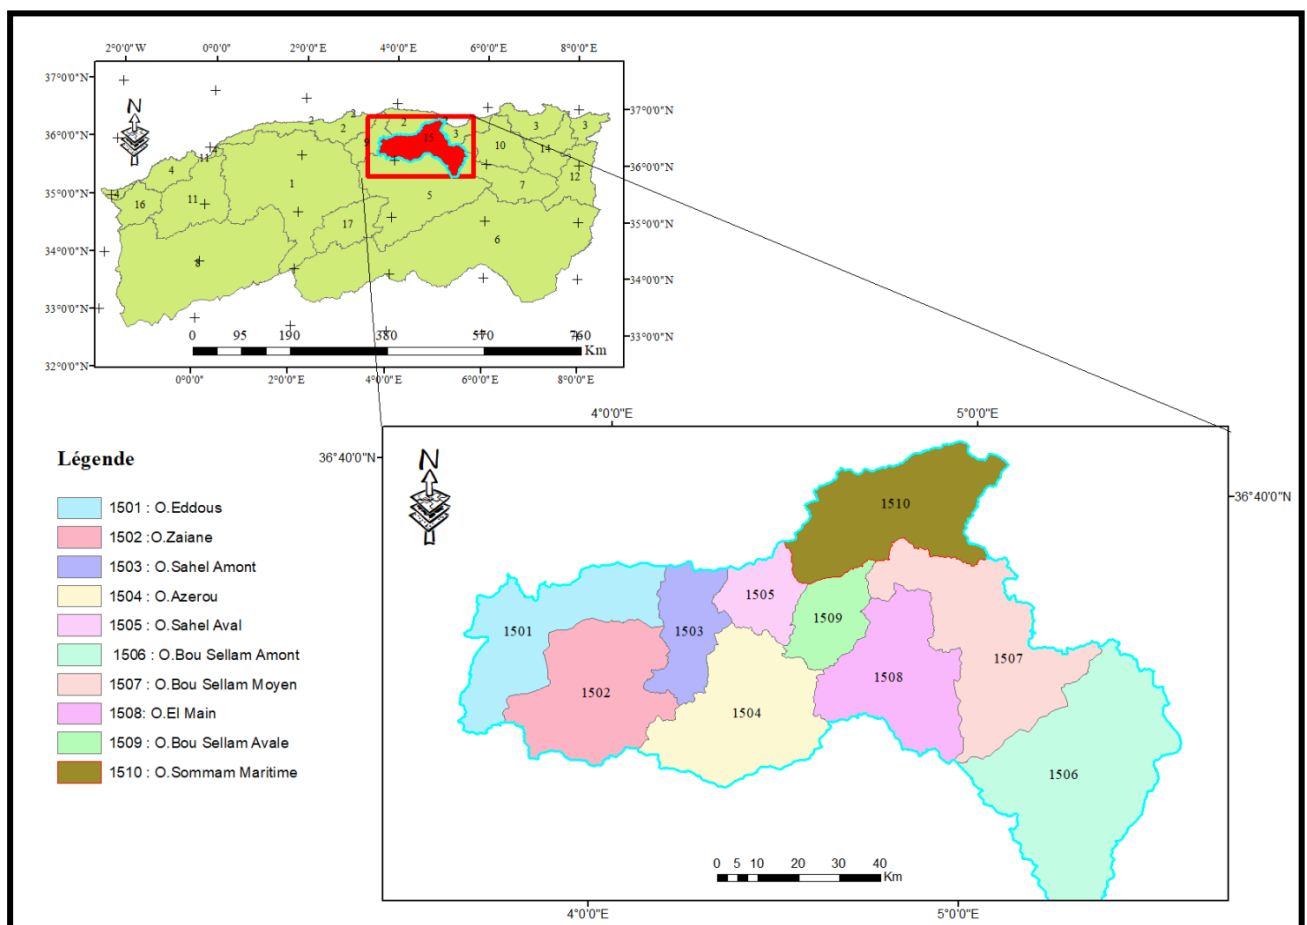 2°0'0"W 0°0'0" 2°0'0"E 4°0'0"E 6°0'0"E 8°0'0"E
37°0'0"N 37°0'0"N
N
2 2 2 2 3 3
36°0'0"N 9 15 3 10 14 36°0'0"N
11 4 4 1 7 12
35°0'0"N 4 16 11 17 5 35°0'0"N
34°0'0"N 8 6 34°0'0"N
33°0'0"N 33°0'0"N
0 95 190 380 570 760
Km
32°0'0"N
0°0'0" 2°0'0"E 4°0'0"E 6°0'0"E 8°0'0"E
4°0'0"E 5°0'0"E
36°40'0"N 36°40'0"N
N
Légende
1501 : O.Eddous
1502 :O.Zaiane
1503 : O.Sahel Amont
1504 : O.Azerou
1505 : O.Sahel Aval
1506 : O.Bou Sellam Amont
1507 : O.Bou Sellam Moyen
1508: O.El Main
1509 : O.Bou Sellam Avale
1510 : O.Sommam Maritime
1510
1505
1509
1501
1503
1507
1508
1502
1504
1506
0 5 10 20 30 40
Km
4°0'0"E 5°0'0"E